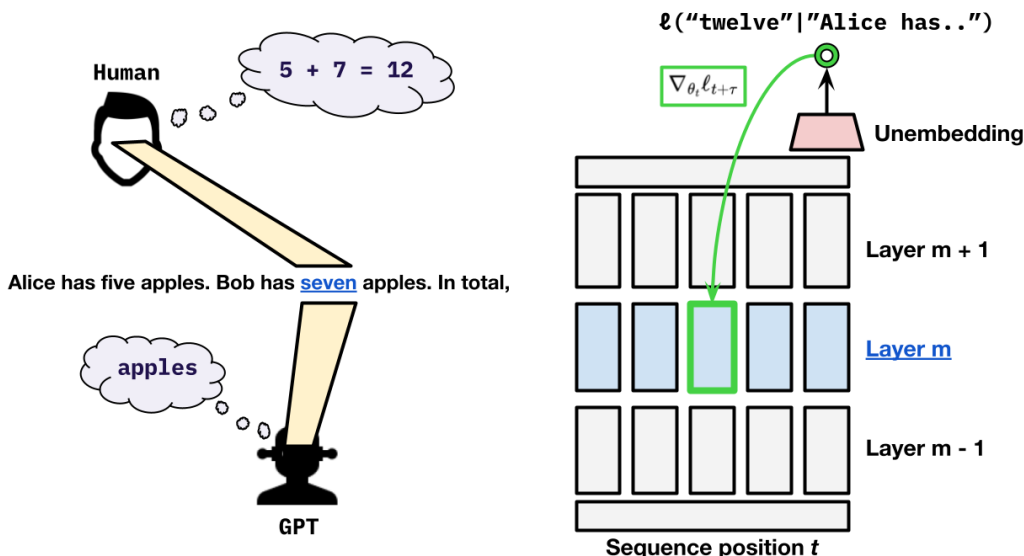 Human
5 + 7 = 12
Alice has five apples. Bob has seven apples. In total,
apples
GPT
ℓ(“twelve”|”Alice has..”)
∇θₜℓₜ₊τ
Unembedding
Layer m + 1
Layer m
Layer m - 1
Sequence position t